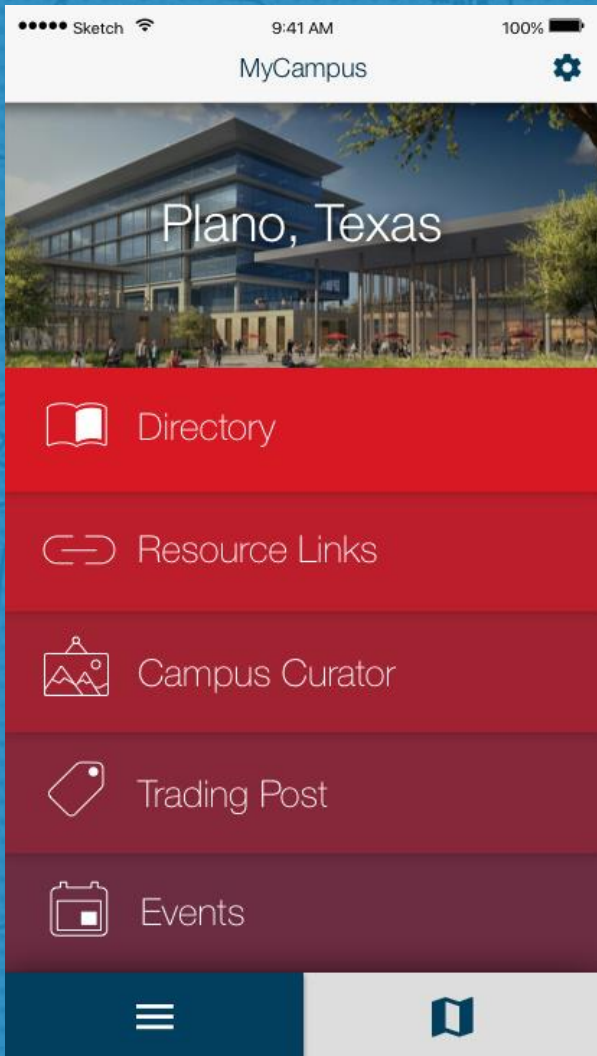 Sketch 9:41 AM 100%
MyCampus
Plano, Texas
Directory
Resource Links
Campus Curator
Trading Post
Events